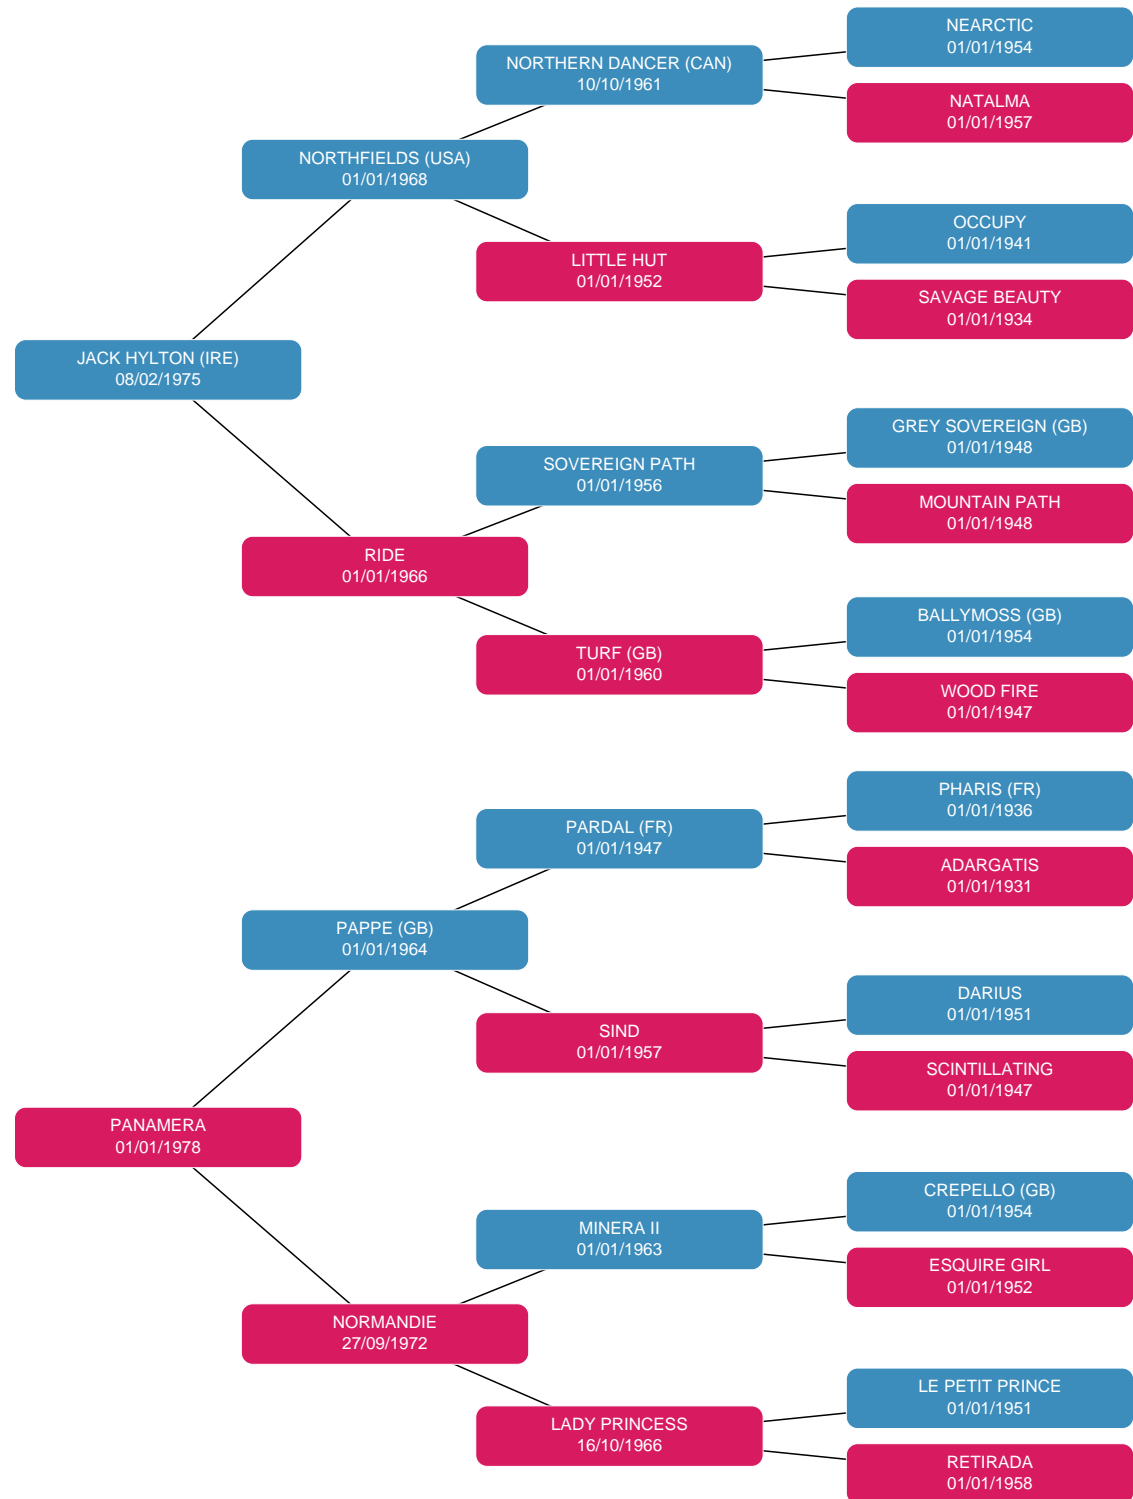 NEARCTIC
01/01/1954
NORTHERN DANCER (CAN)
10/10/1961
NATALMA
01/01/1957
NORTHFIELDS (USA)
01/01/1968
OCCUPY
01/01/1941
LITTLE HUT
01/01/1952
SAVAGE BEAUTY
01/01/1934
JACK HYLTON (IRE)
08/02/1975
GREY SOVEREIGN (GB)
01/01/1948
SOVEREIGN PATH
01/01/1956
MOUNTAIN PATH
01/01/1948
RIDE
01/01/1966
BALLYMOSS (GB)
01/01/1954
TURF (GB)
01/01/1960
WOOD FIRE
01/01/1947
PHARIS (FR)
01/01/1936
PARDAL (FR)
01/01/1947
ADARGATIS
01/01/1931
PAPPE (GB)
01/01/1964
DARIUS
01/01/1951
SIND
01/01/1957
SCINTILLATING
01/01/1947
PANAMERA
01/01/1978
CREPELLO (GB)
01/01/1954
MINERA II
01/01/1963
ESQUIRE GIRL
01/01/1952
NORMANDIE
27/09/1972
LE PETIT PRINCE
01/01/1951
LADY PRINCESS
16/10/1966
RETIRADA
01/01/1958